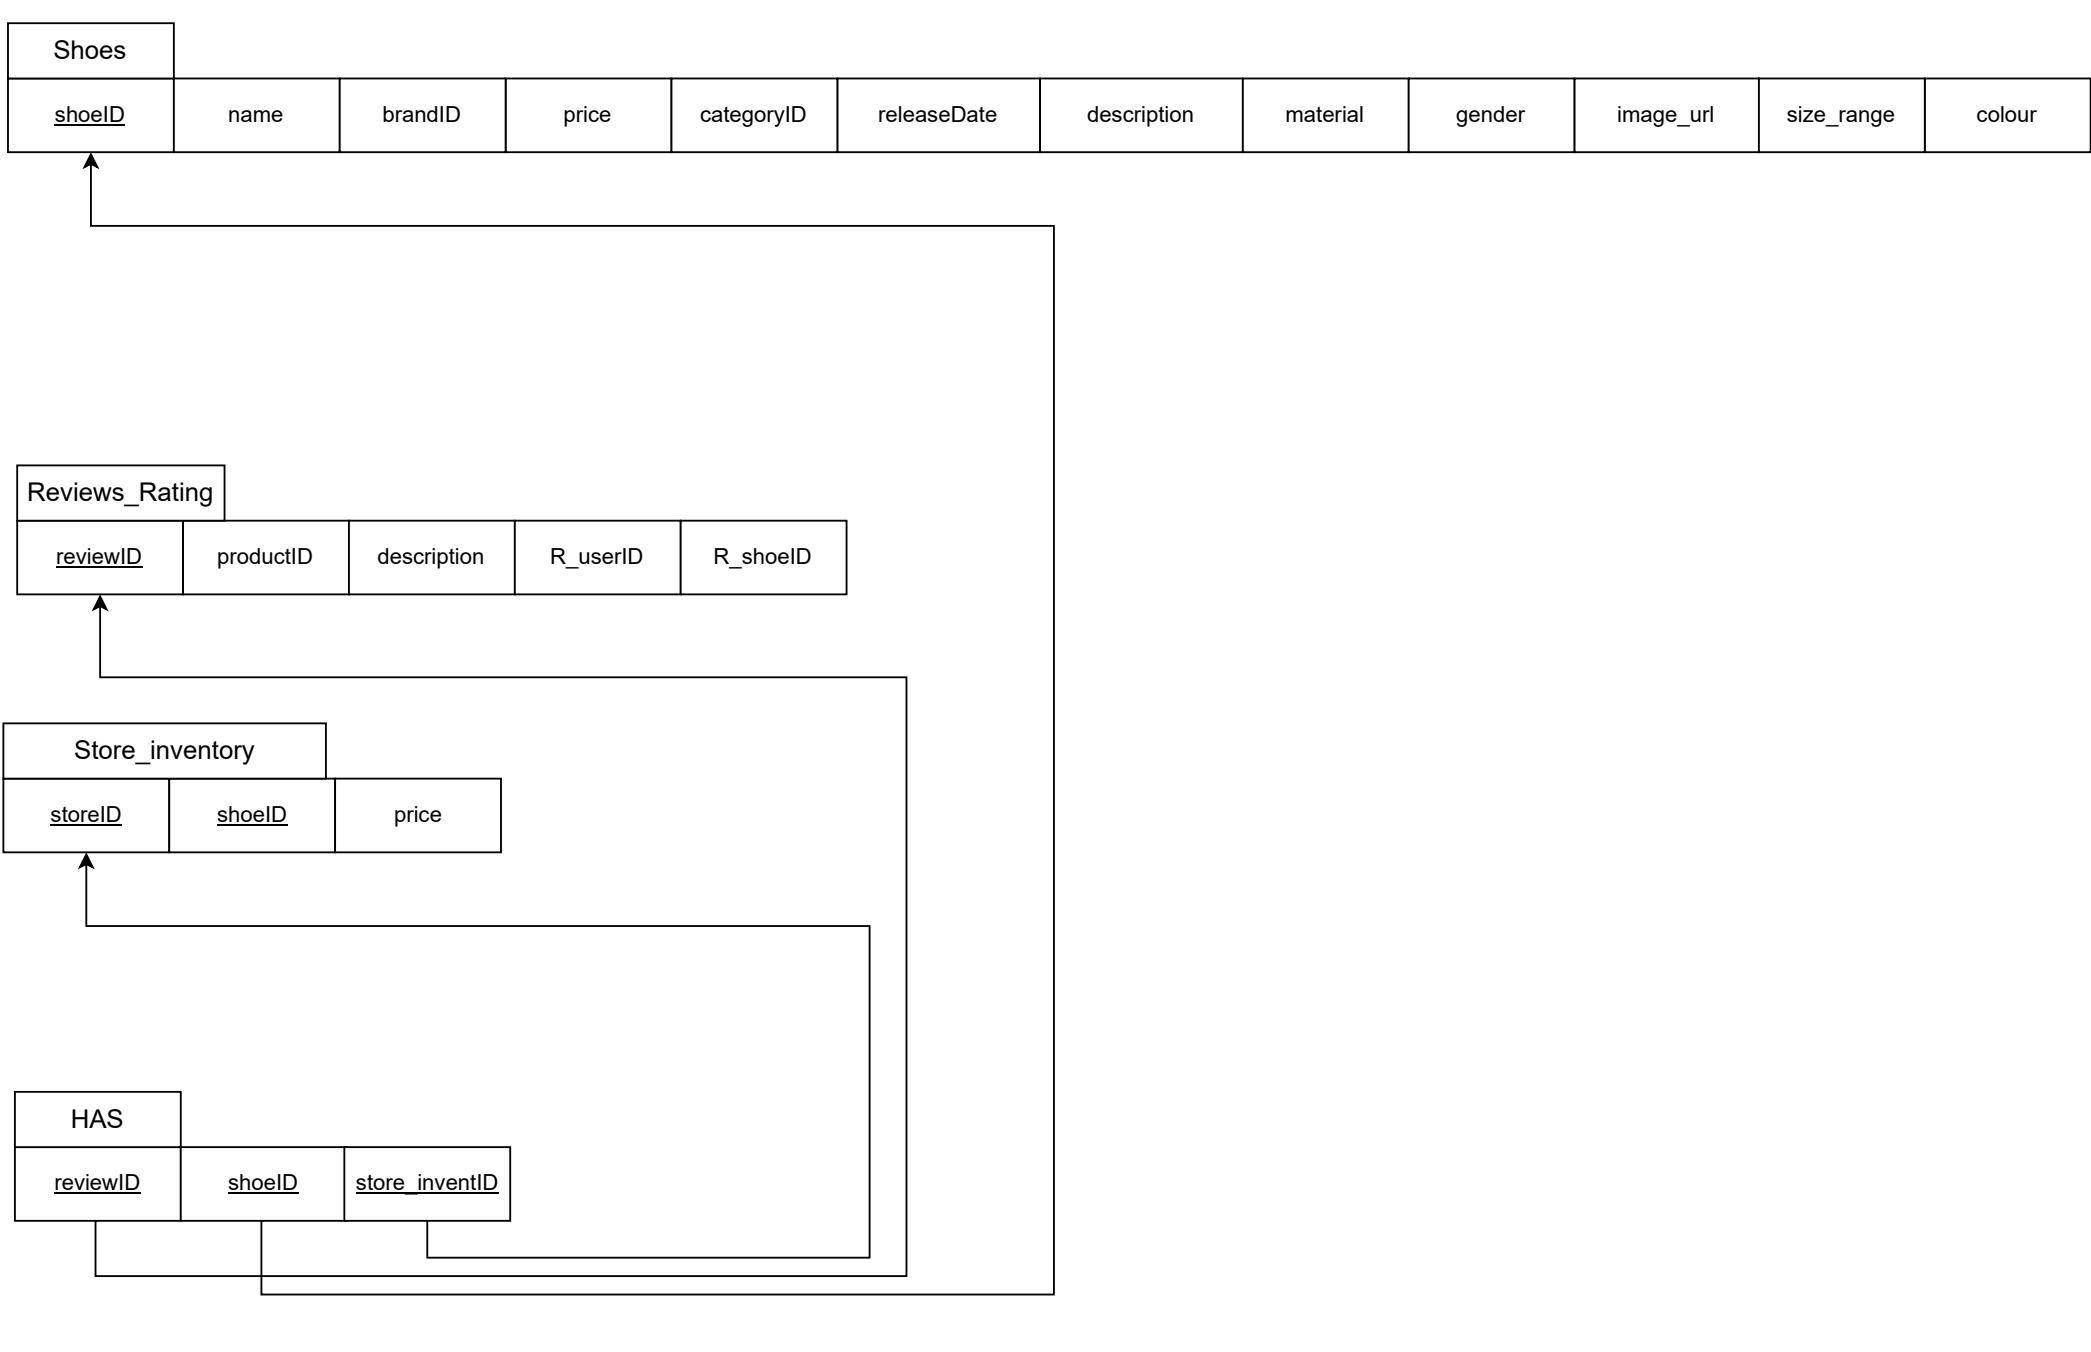 Shoes
shoeID name brandID price categoryID releaseDate description material gender image_url size_range colour
Reviews_Rating
reviewID productID description R_userID R_shoeID
Store_inventory
storeID shoeID price
HAS
reviewID shoeID store_inventID